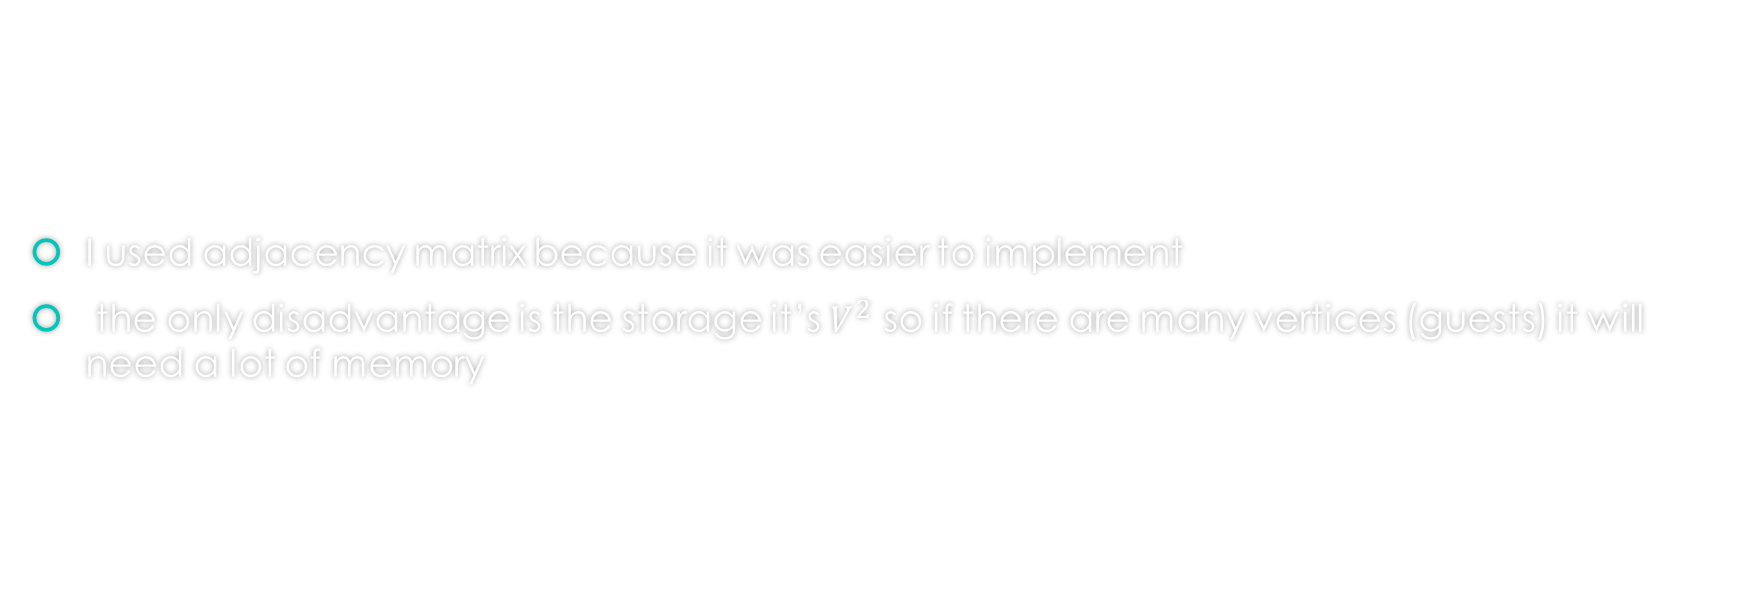 I used adjacency matrix because it was easier to implement
the only disadvantage is the storage it’s V² so if there are many vertices (guests) it will
need a lot of memory